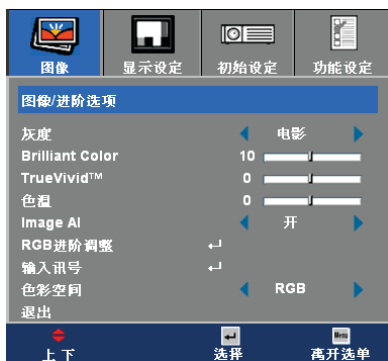 图像 显示设定 初始设定 功能设定
图像/进阶选项
灰度 电影
Brilliant Color 10
TrueVivid™ 0
色温 0
Image AI 开
RGB进阶调整
输入讯号
色彩空间 RGB
退出
上下 选择 Menu 离开选单